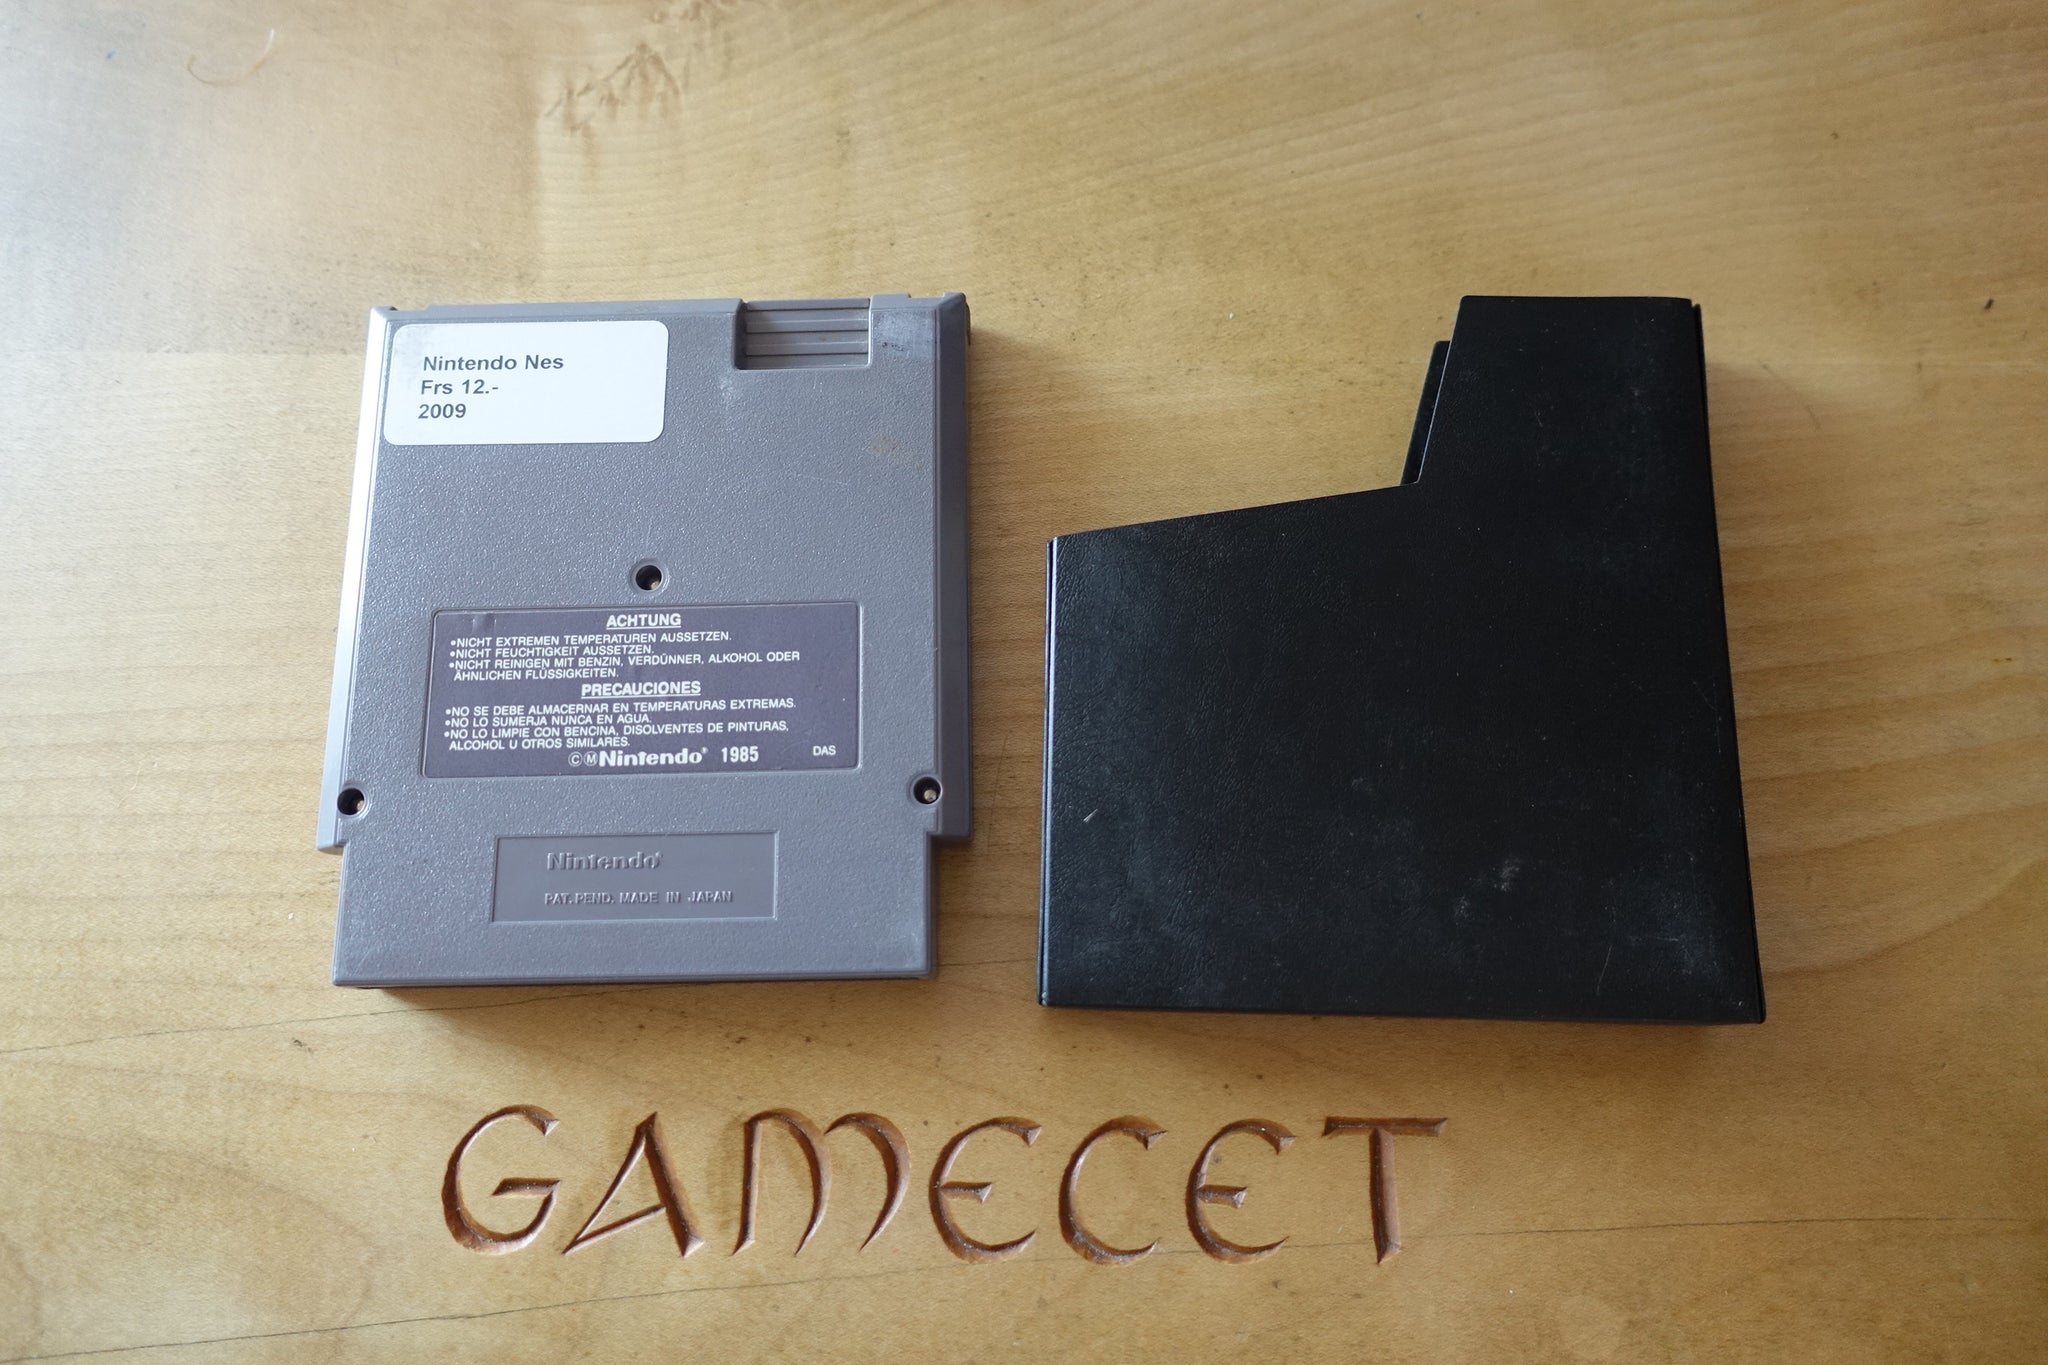 Nintendo Nes
Frs 12.-
2009
ACHTUNG
•NICHT EXTREMEN TEMPERATUREN AUSSETZEN.
•NICHT FEUCHTIGKEIT AUSSETZEN.
•NICHT REINIGEN MIT BENZIN, VERDÜNNER, ALKOHOL ODER
ÄHNLICHEN FLÜSSIGKEITEN.
PRECAUCIONES
•NO SE DEBE ALMACERNAR EN TEMPERATURAS EXTREMAS.
•NO LO SUMERJA NUNCA EN AGUA.
•NO LO LIMPIE CON BENCINA, DISOLVENTES DE PINTURAS,
ALCOHOL U OTROS SIMILARES.
ⒸⓂNintendo® 1985 DAS
Nintendo®
PAT. PEND. MADE IN JAPAN
GAMECET